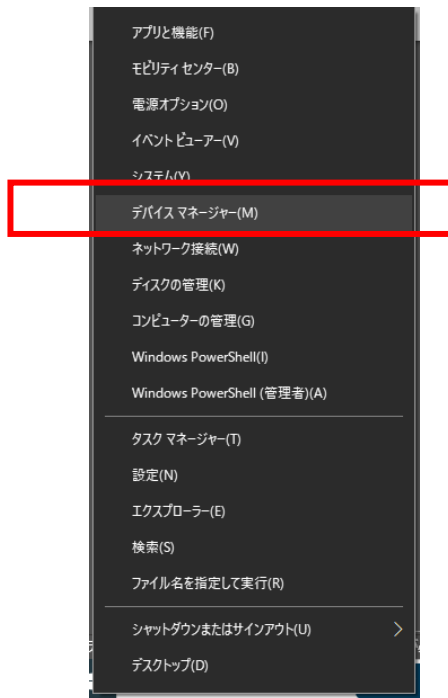 アプリと機能(F)
モビリティ センター(B)
電源オプション(O)
イベント ビューアー(V)
システム(Y)
デバイス マネージャー(M)
ネットワーク接続(W)
ディスクの管理(K)
コンピューターの管理(G)
Windows PowerShell(I)
Windows PowerShell (管理者)(A)
タスク マネージャー(T)
設定(N)
エクスプローラー(E)
検索(S)
ファイル名を指定して実行(R)
シャットダウンまたはサインアウト(U)
デスクトップ(D)